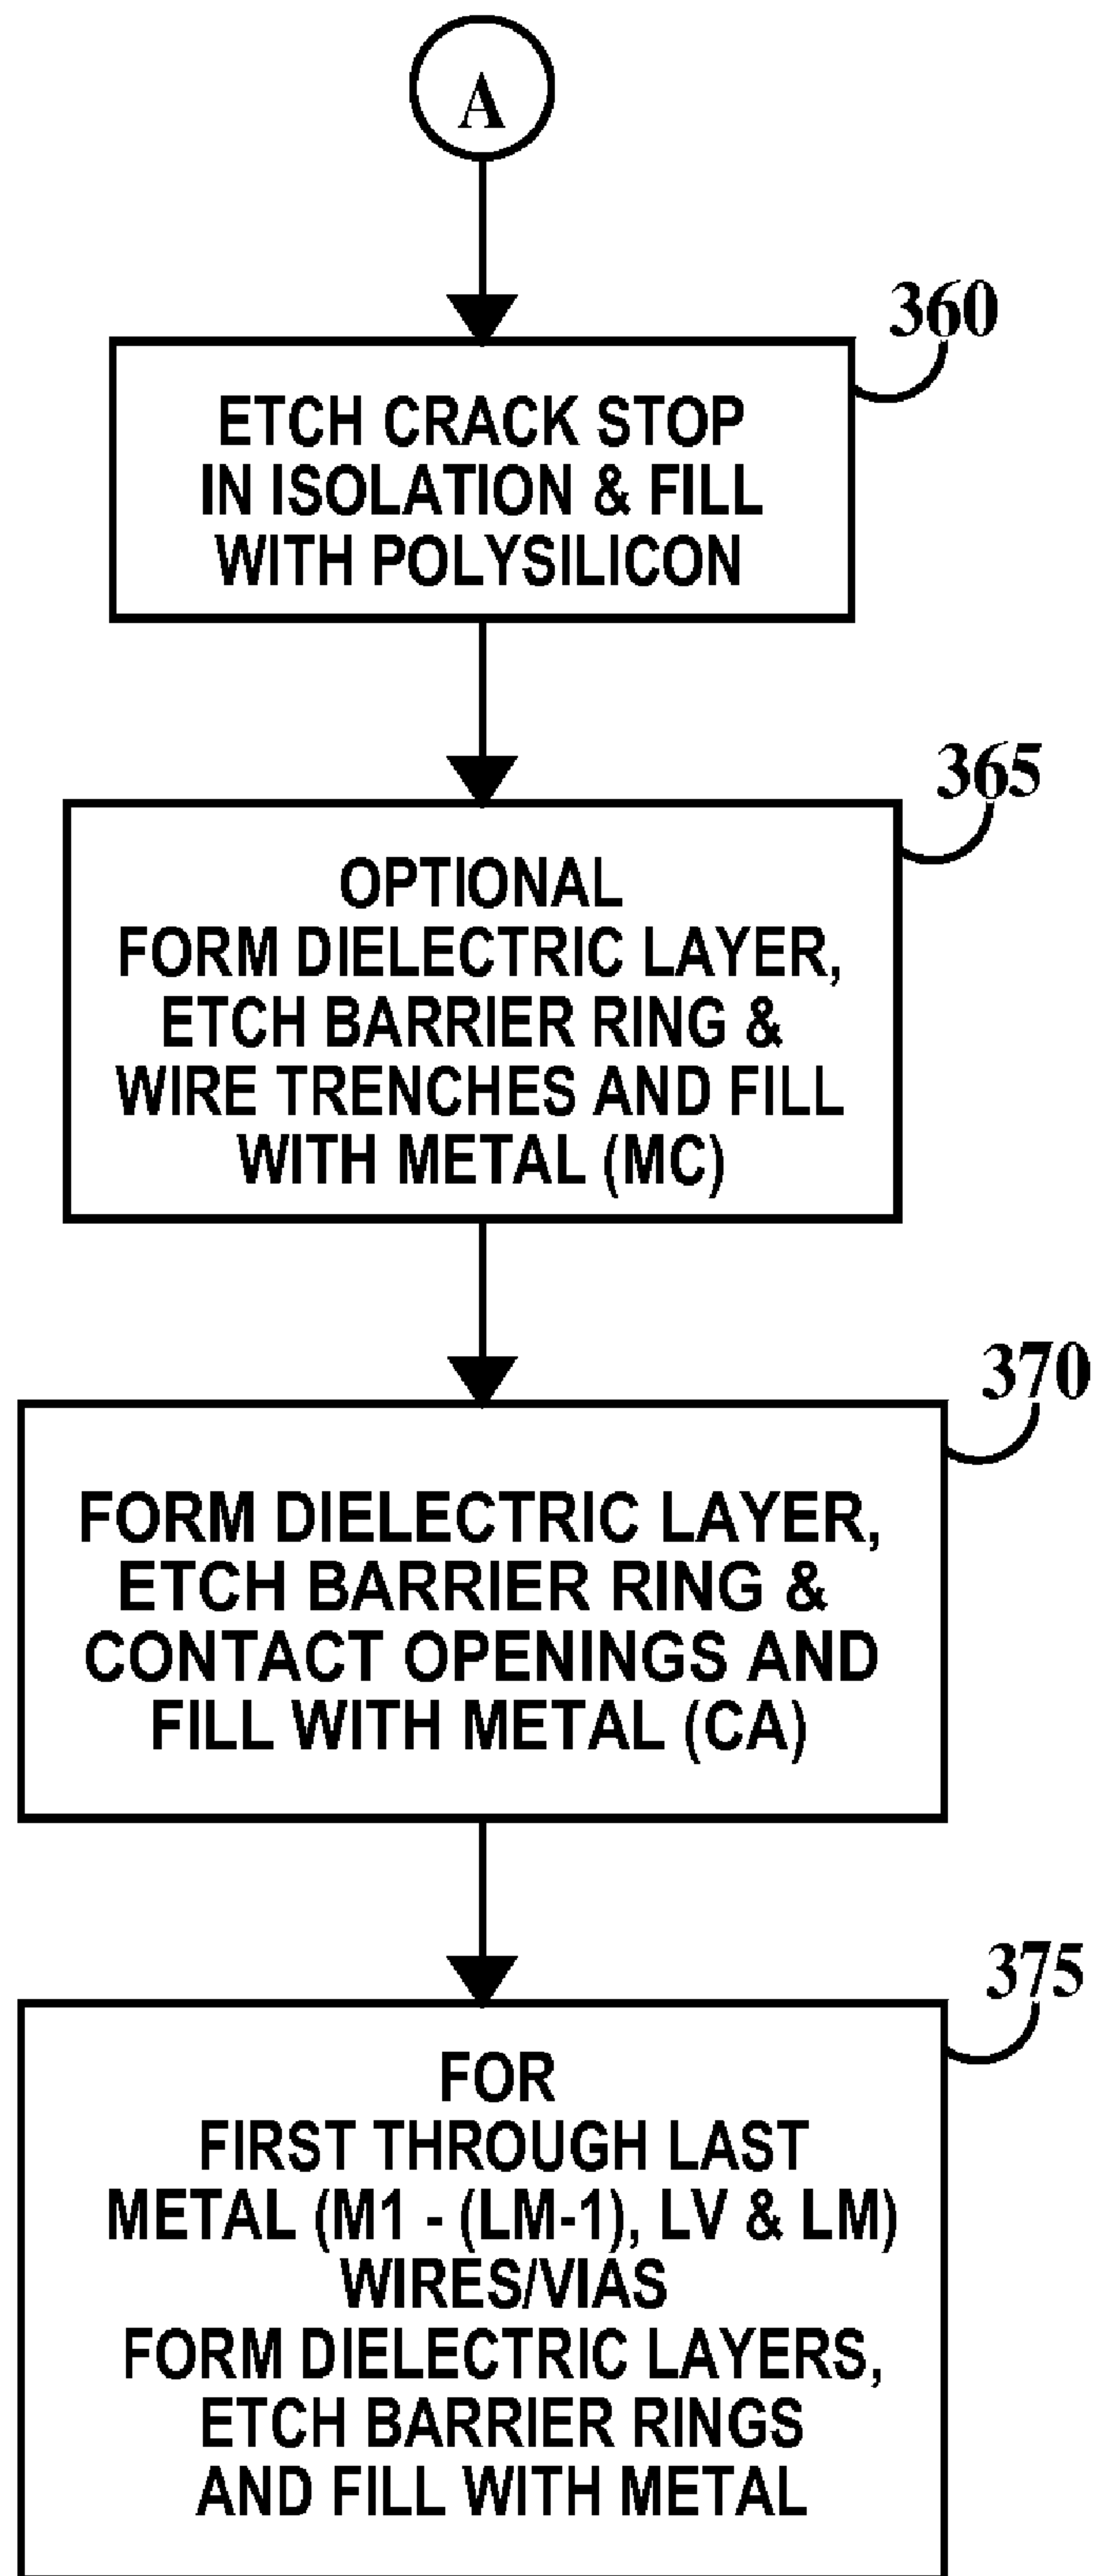 A
360
ETCH CRACK STOP
IN ISOLATION & FILL
WITH POLYSILICON
365
OPTIONAL
FORM DIELECTRIC LAYER,
ETCH BARRIER RING &
WIRE TRENCHES AND FILL
WITH METAL (MC)
370
FORM DIELECTRIC LAYER,
ETCH BARRIER RING &
CONTACT OPENINGS AND
FILL WITH METAL (CA)
375
FOR
FIRST THROUGH LAST
METAL (M1 - (LM-1), LV & LM)
WIRES/VIAS
FORM DIELECTRIC LAYERS,
ETCH BARRIER RINGS
AND FILL WITH METAL